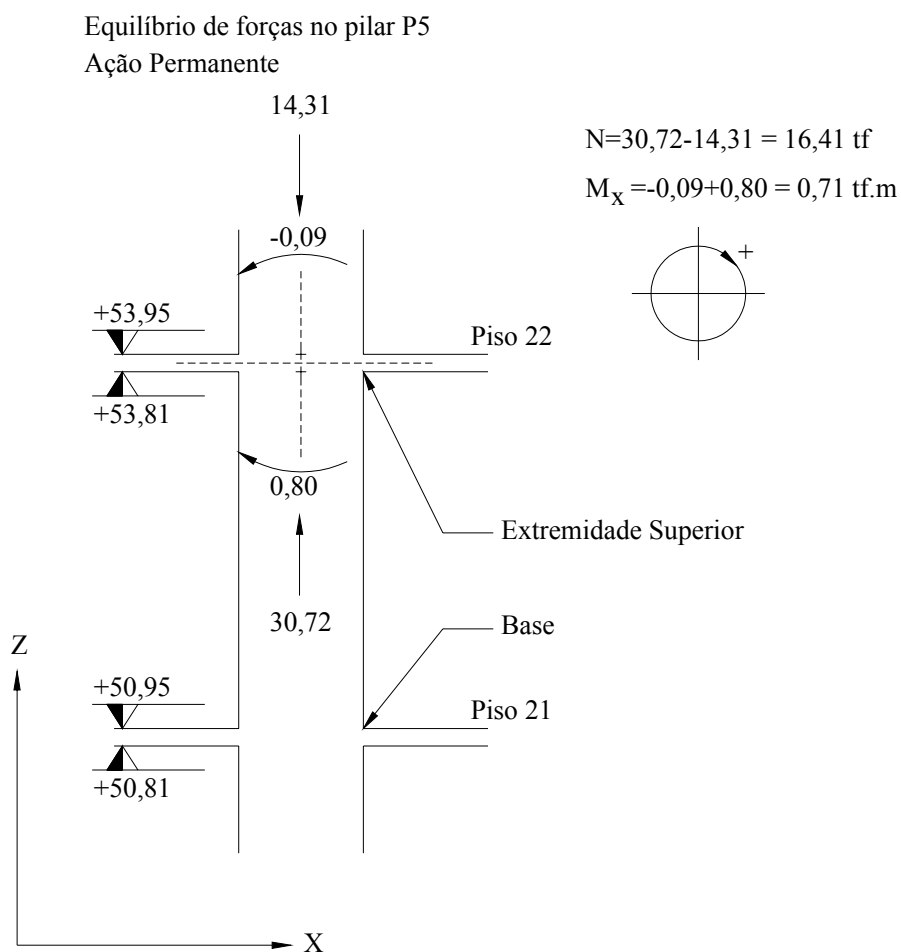 Equilíbrio de forças no pilar P5
Ação Permanente
14,31
N=30,72-14,31 = 16,41 tf
MX =-0,09+0,80 = 0,71 tf.m
-0,09
+
+53,95
Piso 22
+53,81
0,80
Extremidade Superior
30,72
Base
Z
+50,95
Piso 21
+50,81
X